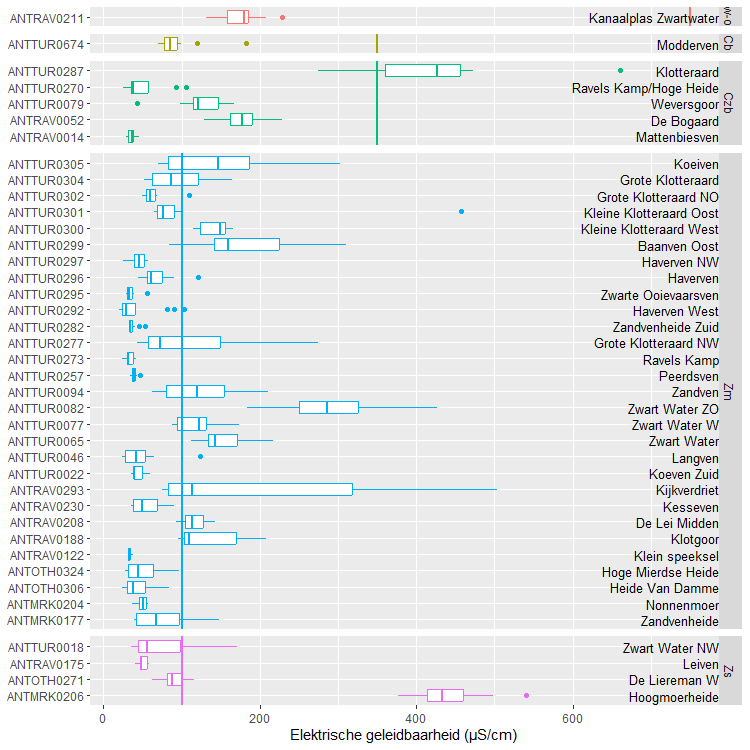 ANTRAV0211 Kanaalplas Zwartwater
ANTTUR0674 Modderven Cb
ANTTUR0287 Klotteraard
ANTTUR0270 Ravels Kamp/Hoge Heide
ANTTUR0079 Weversgoor Czb
ANTRAV0052 De Bogaard
ANTRAV0014 Mattenbiesven
ANTTUR0305 Koeiven
ANTTUR0304 Grote Klotteraard
ANTTUR0302 Grote Klotteraard NO
ANTTUR0301 Kleine Klotteraard Oost
ANTTUR0300 Kleine Klotteraard West
ANTTUR0299 Baanven Oost
ANTTUR0297 Haverven NW
ANTTUR0296 Haverven
ANTTUR0295 Zwarte Ooievaarsven
ANTTUR0292 Haverven West
ANTTUR0282 Zandvenheide Zuid
ANTTUR0277 Grote Klotteraard NW
ANTTUR0273 Ravels Kamp
ANTTUR0257 Peerdsven
ANTTUR0094 Zandven Zm
ANTTUR0082 Zwart Water ZO
ANTTUR0077 Zwart Water W
ANTTUR0065 Zwart Water
ANTTUR0046 Langven
ANTTUR0022 Koeven Zuid
ANTRAV0293 Kijkverdriet
ANTRAV0230 Kesseven
ANTRAV0208 De Lei Midden
ANTRAV0188 Klotgoor
ANTRAV0122 Klein speeksel
ANTOTH0324 Hoge Mierdse Heide
ANTOTH0306 Heide Van Damme
ANTMRK0204 Nonnenmoer
ANTMRK0177 Zandvenheide
ANTTUR0018 Zwart Water NW
ANTRAV0175 Leiven Zs
ANTOTH0271 De Liereman W
ANTMRK0206 Hoogmoerheide
0 200 400 600
Elektrische geleidbaarheid (µS/cm)